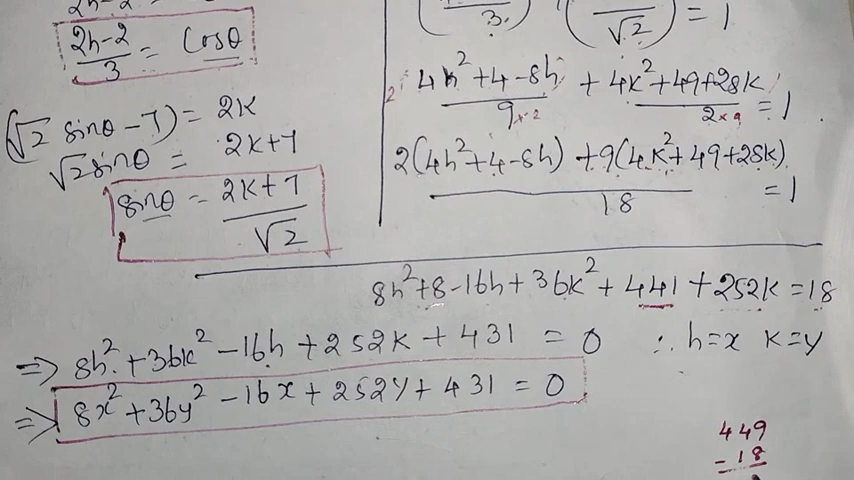 2h-2/3 = Cosθ
(√2 sinθ - 7) = 2K
√2 sinθ = 2K+7
sinθ = 2K+7/√2
3 √2 = 1
4h²+4-8h/9×2 + 4K²+49+28K/2×9 = 1
2(4h²+4-8h) + 9(4K²+49+28K)/18 = 1
8h²+8-16h+36K²+441+252K=18
=> 8h²+36K²-16h+252K+431 = 0 ∴ h=x K=y
=> 8x²+36y²-16x+252y+431=0
449
-18